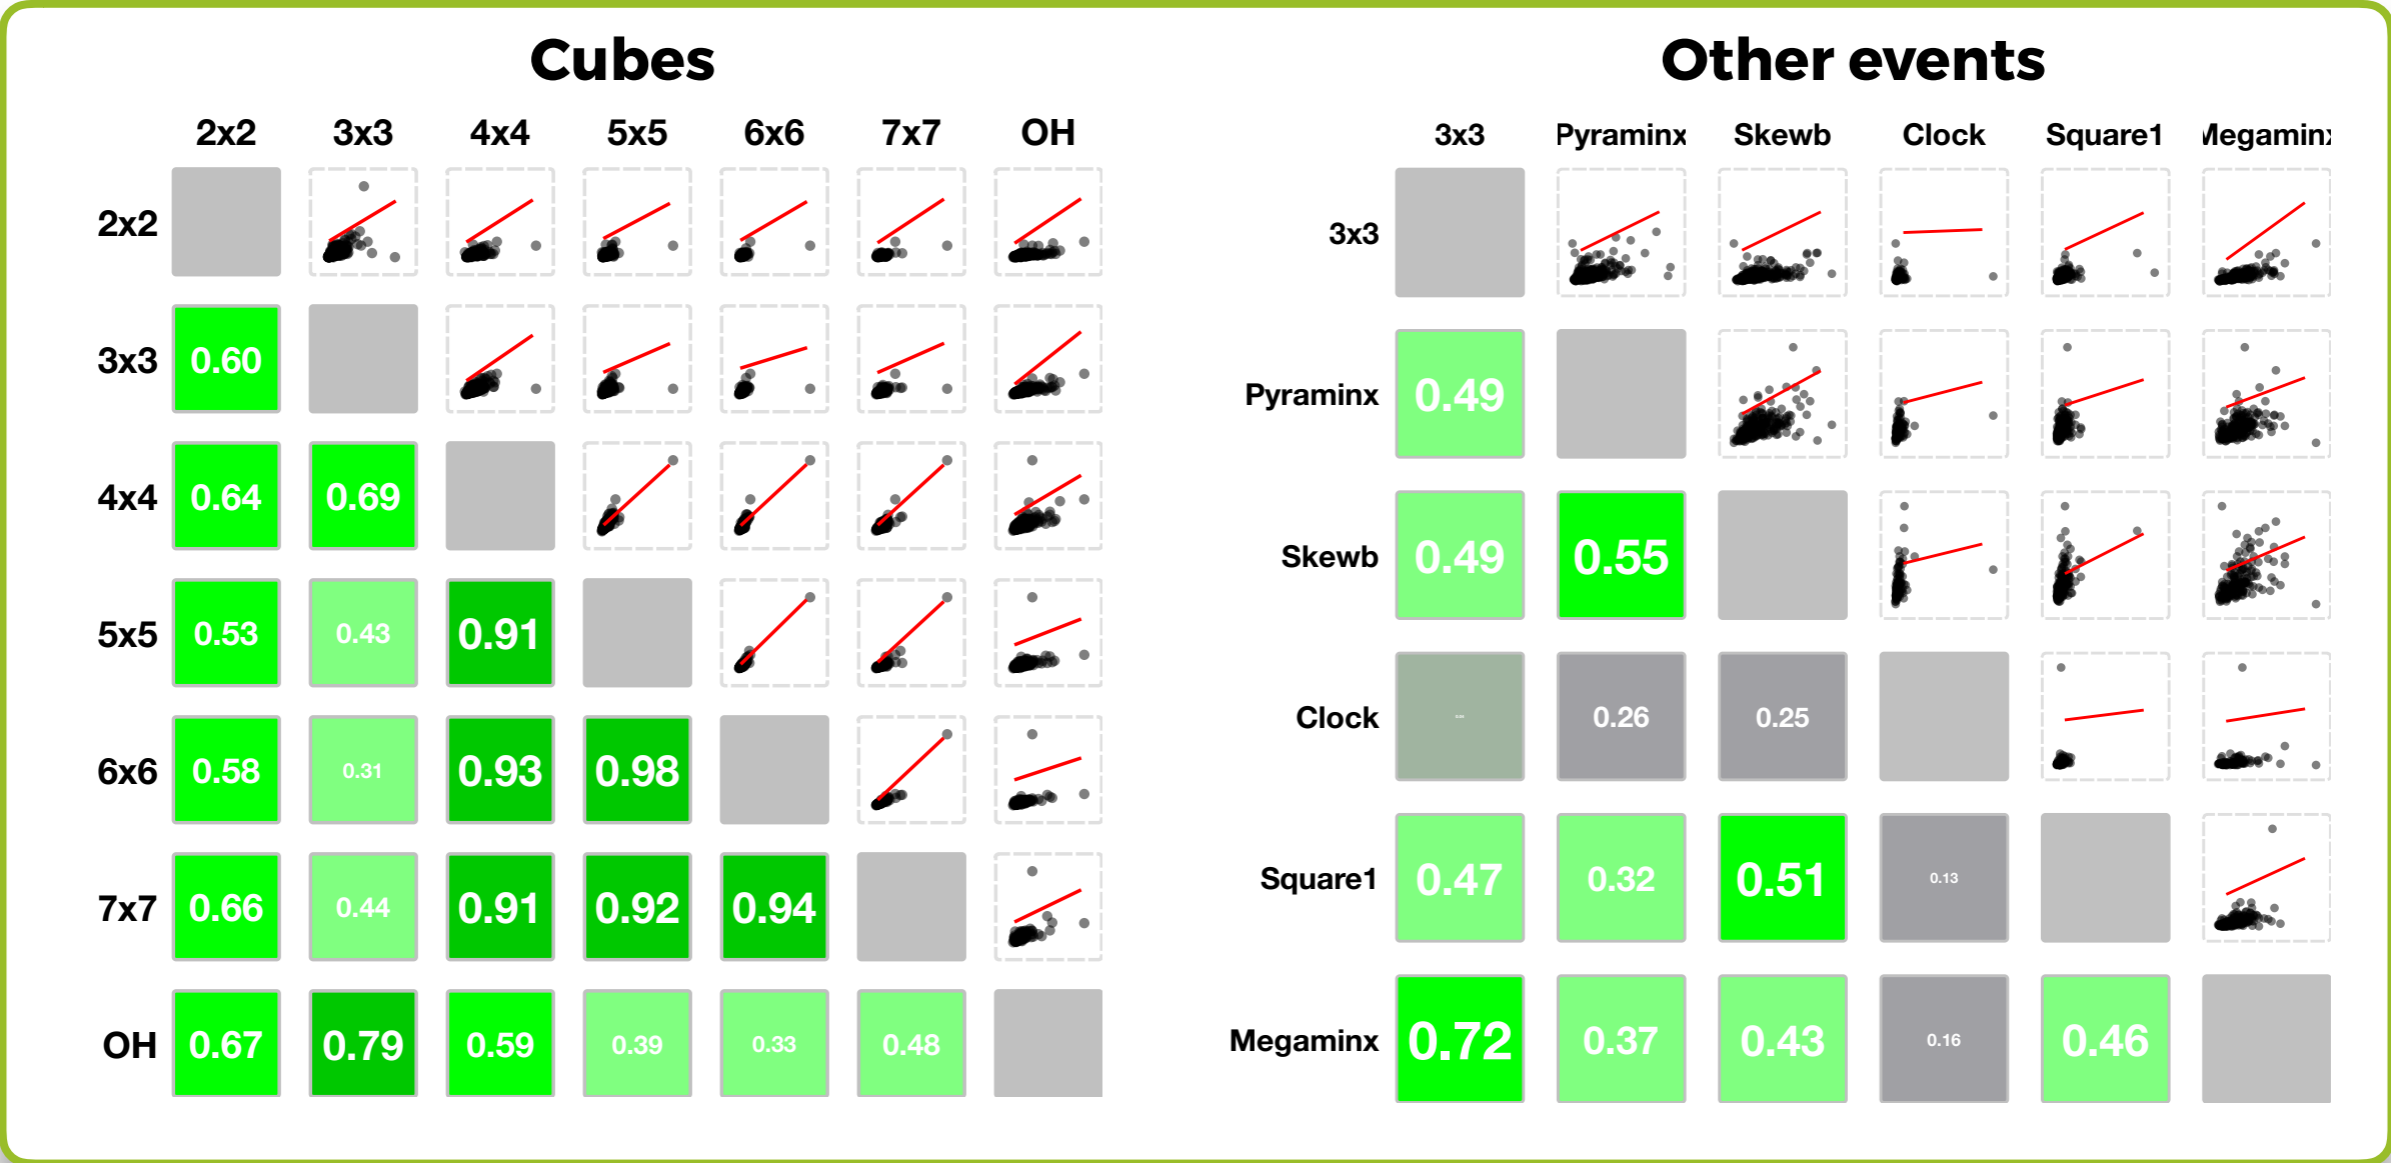 Cubes
2x2 3x3 4x4 5x5 6x6 7x7 OH
2x2
3x3 0.60
4x4 0.64 0.69
5x5 0.53 0.43 0.91
6x6 0.58 0.31 0.93 0.98
7x7 0.66 0.44 0.91 0.92 0.94
OH 0.67 0.79 0.59 0.39 0.33 0.48
Other events
3x3 Pyraminx Skewb Clock Square1 Megaminx
3x3
Pyraminx 0.49
Skewb 0.49 0.55
Clock 0.26 0.25
Square1 0.47 0.32 0.51 0.13
Megaminx 0.72 0.37 0.43 0.16 0.46